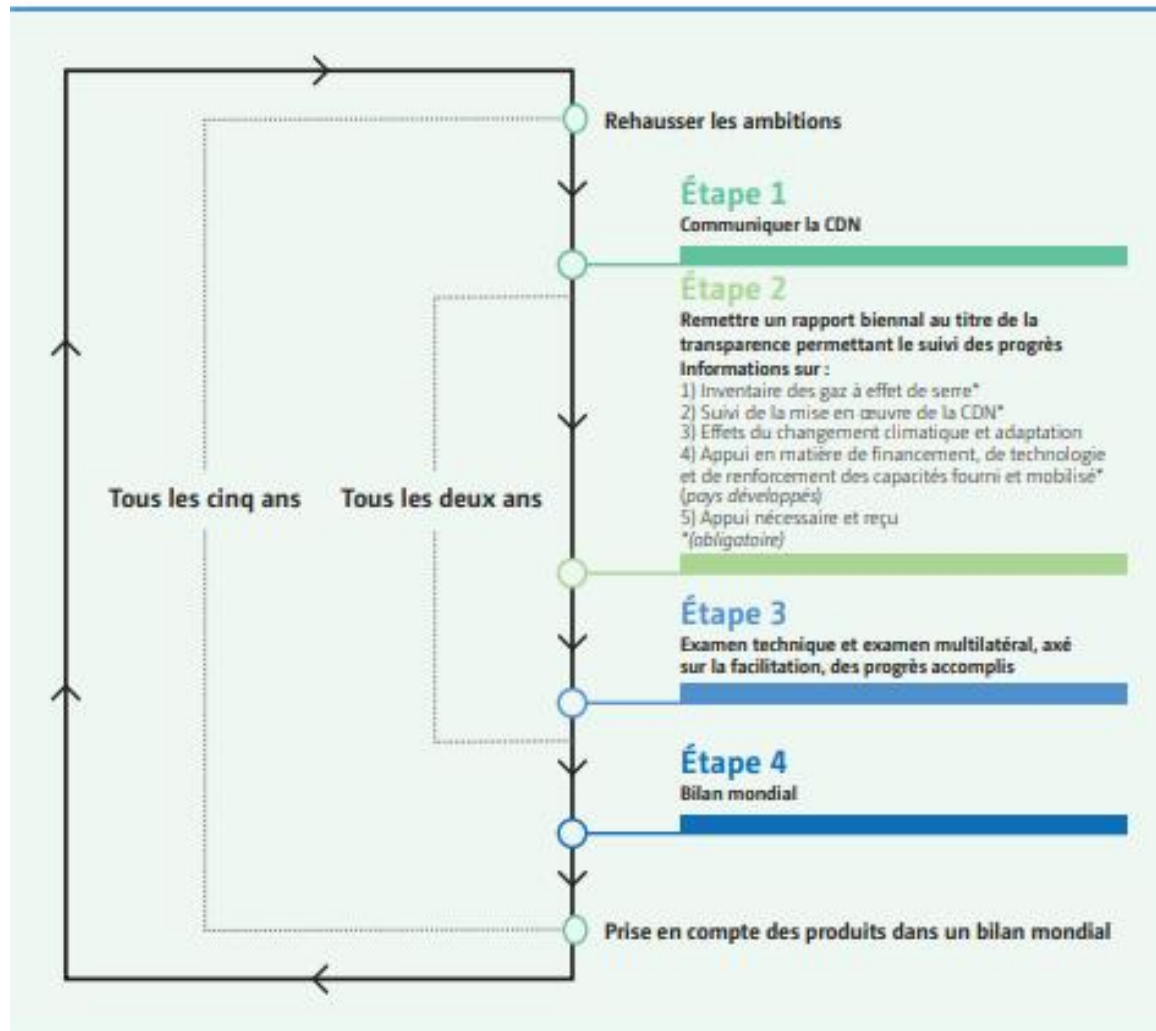 Rehausser les ambitions
Étape 1
Communiquer la CDN
Étape 2
Remettre un rapport biennal au titre de la
transparence permettant le suivi des progrès
Informations sur :
1) Inventaire des gaz à effet de serre*
2) Suivi de la mise en œuvre de la CDN*
3) Effets du changement climatique et adaptation
4) Appui en matière de financement, de technologie
et de renforcement des capacités fourni et mobilisé*
(pays développés)
5) Appui nécessaire et reçu
*(obligatoire)
Tous les cinq ans
Tous les deux ans
Étape 3
Examen technique et examen multilatéral, axé
sur la facilitation, des progrès accomplis
Étape 4
Bilan mondial
Prise en compte des produits dans un bilan mondial